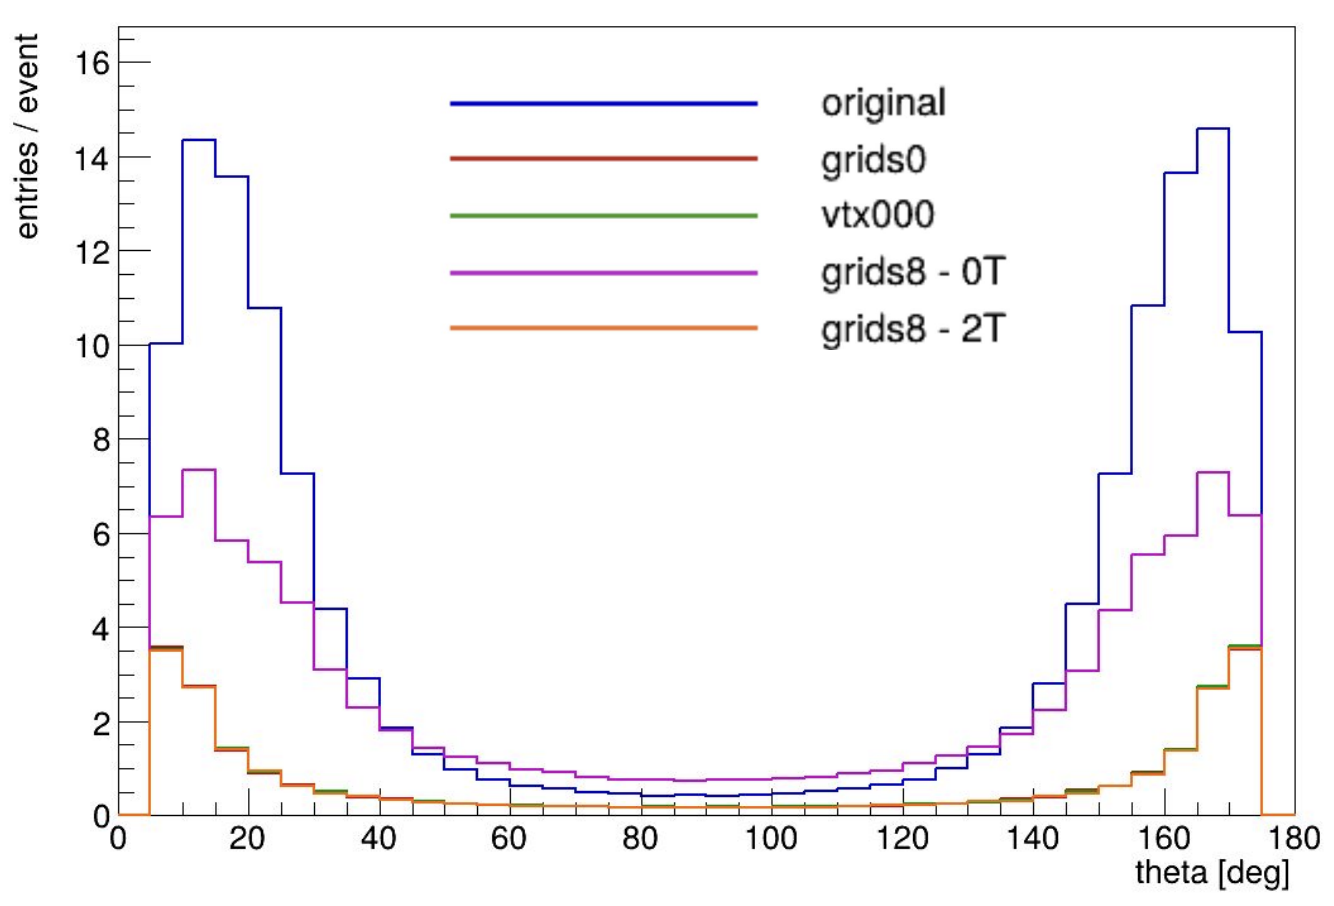 entries / event
16
14
12
10
8
6
4
2
0
original
grids0
vtx000
grids8 - 0T
grids8 - 2T
0 20 40 60 80 100 120 140 160 180
theta [deg]